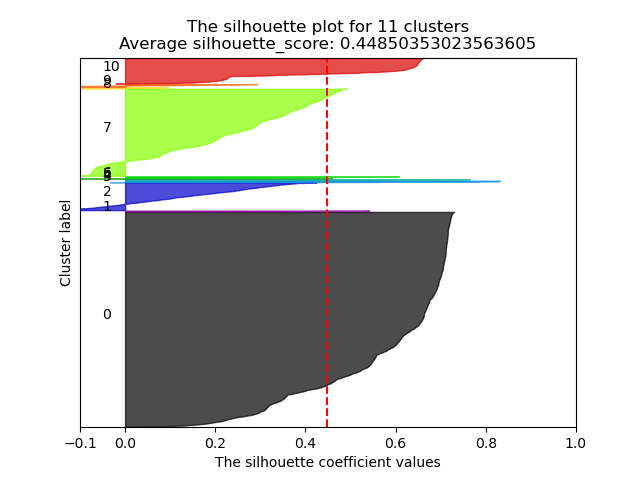 The silhouette plot for 11 clusters
Average silhouette_score: 0.44850353023563605
10
9
8
7
6
2
1
0
Cluster label
−0.1 0.0 0.2 0.4 0.6 0.8 1.0
The silhouette coefficient values